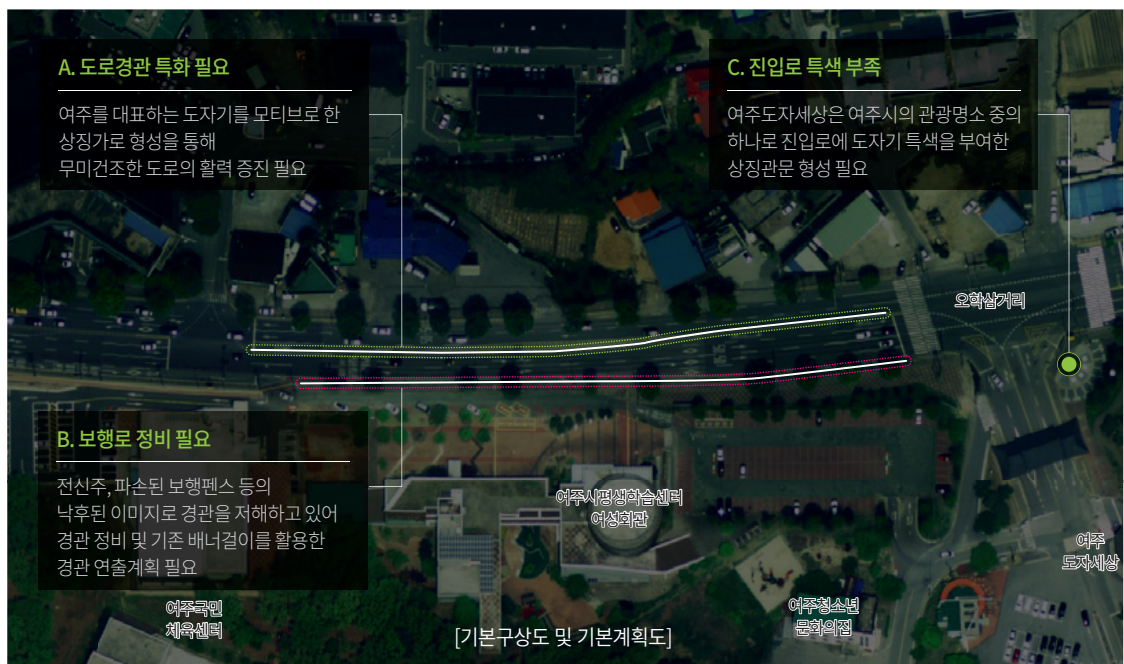 A. 도로경관 특화 필요
여주를 대표하는 도자기를 모티브로 한
상징가로 형성을 통해
무미건조한 도로의 활력 증진 필요
C. 진입로 특색 부족
여주도자세상은 여주시의 관광명소 중의
하나로 진입로에 도자기 특색을 부여한
상징관문 형성 필요
오학삼거리
B. 보행로 정비 필요
전신주, 파손된 보행펜스 등의
낙후된 이미지로 경관을 저해하고 있어
경관 정비 및 기존 배너걸이를 활용한
경관 연출계획 필요
여주시평생학습센터
여성회관
여주
도자세상
여주국민
체육센터
여주청소년
문화의집
[기본구상도 및 기본계획도]